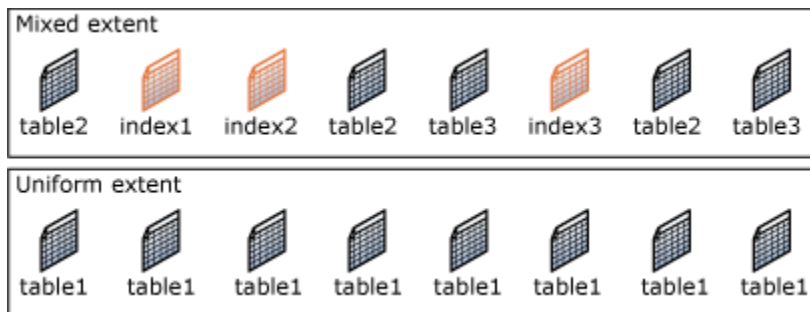 Mixed extent
table2 index1 index2 table2 table3 index3 table2 table3
Uniform extent
table1 table1 table1 table1 table1 table1 table1 table1